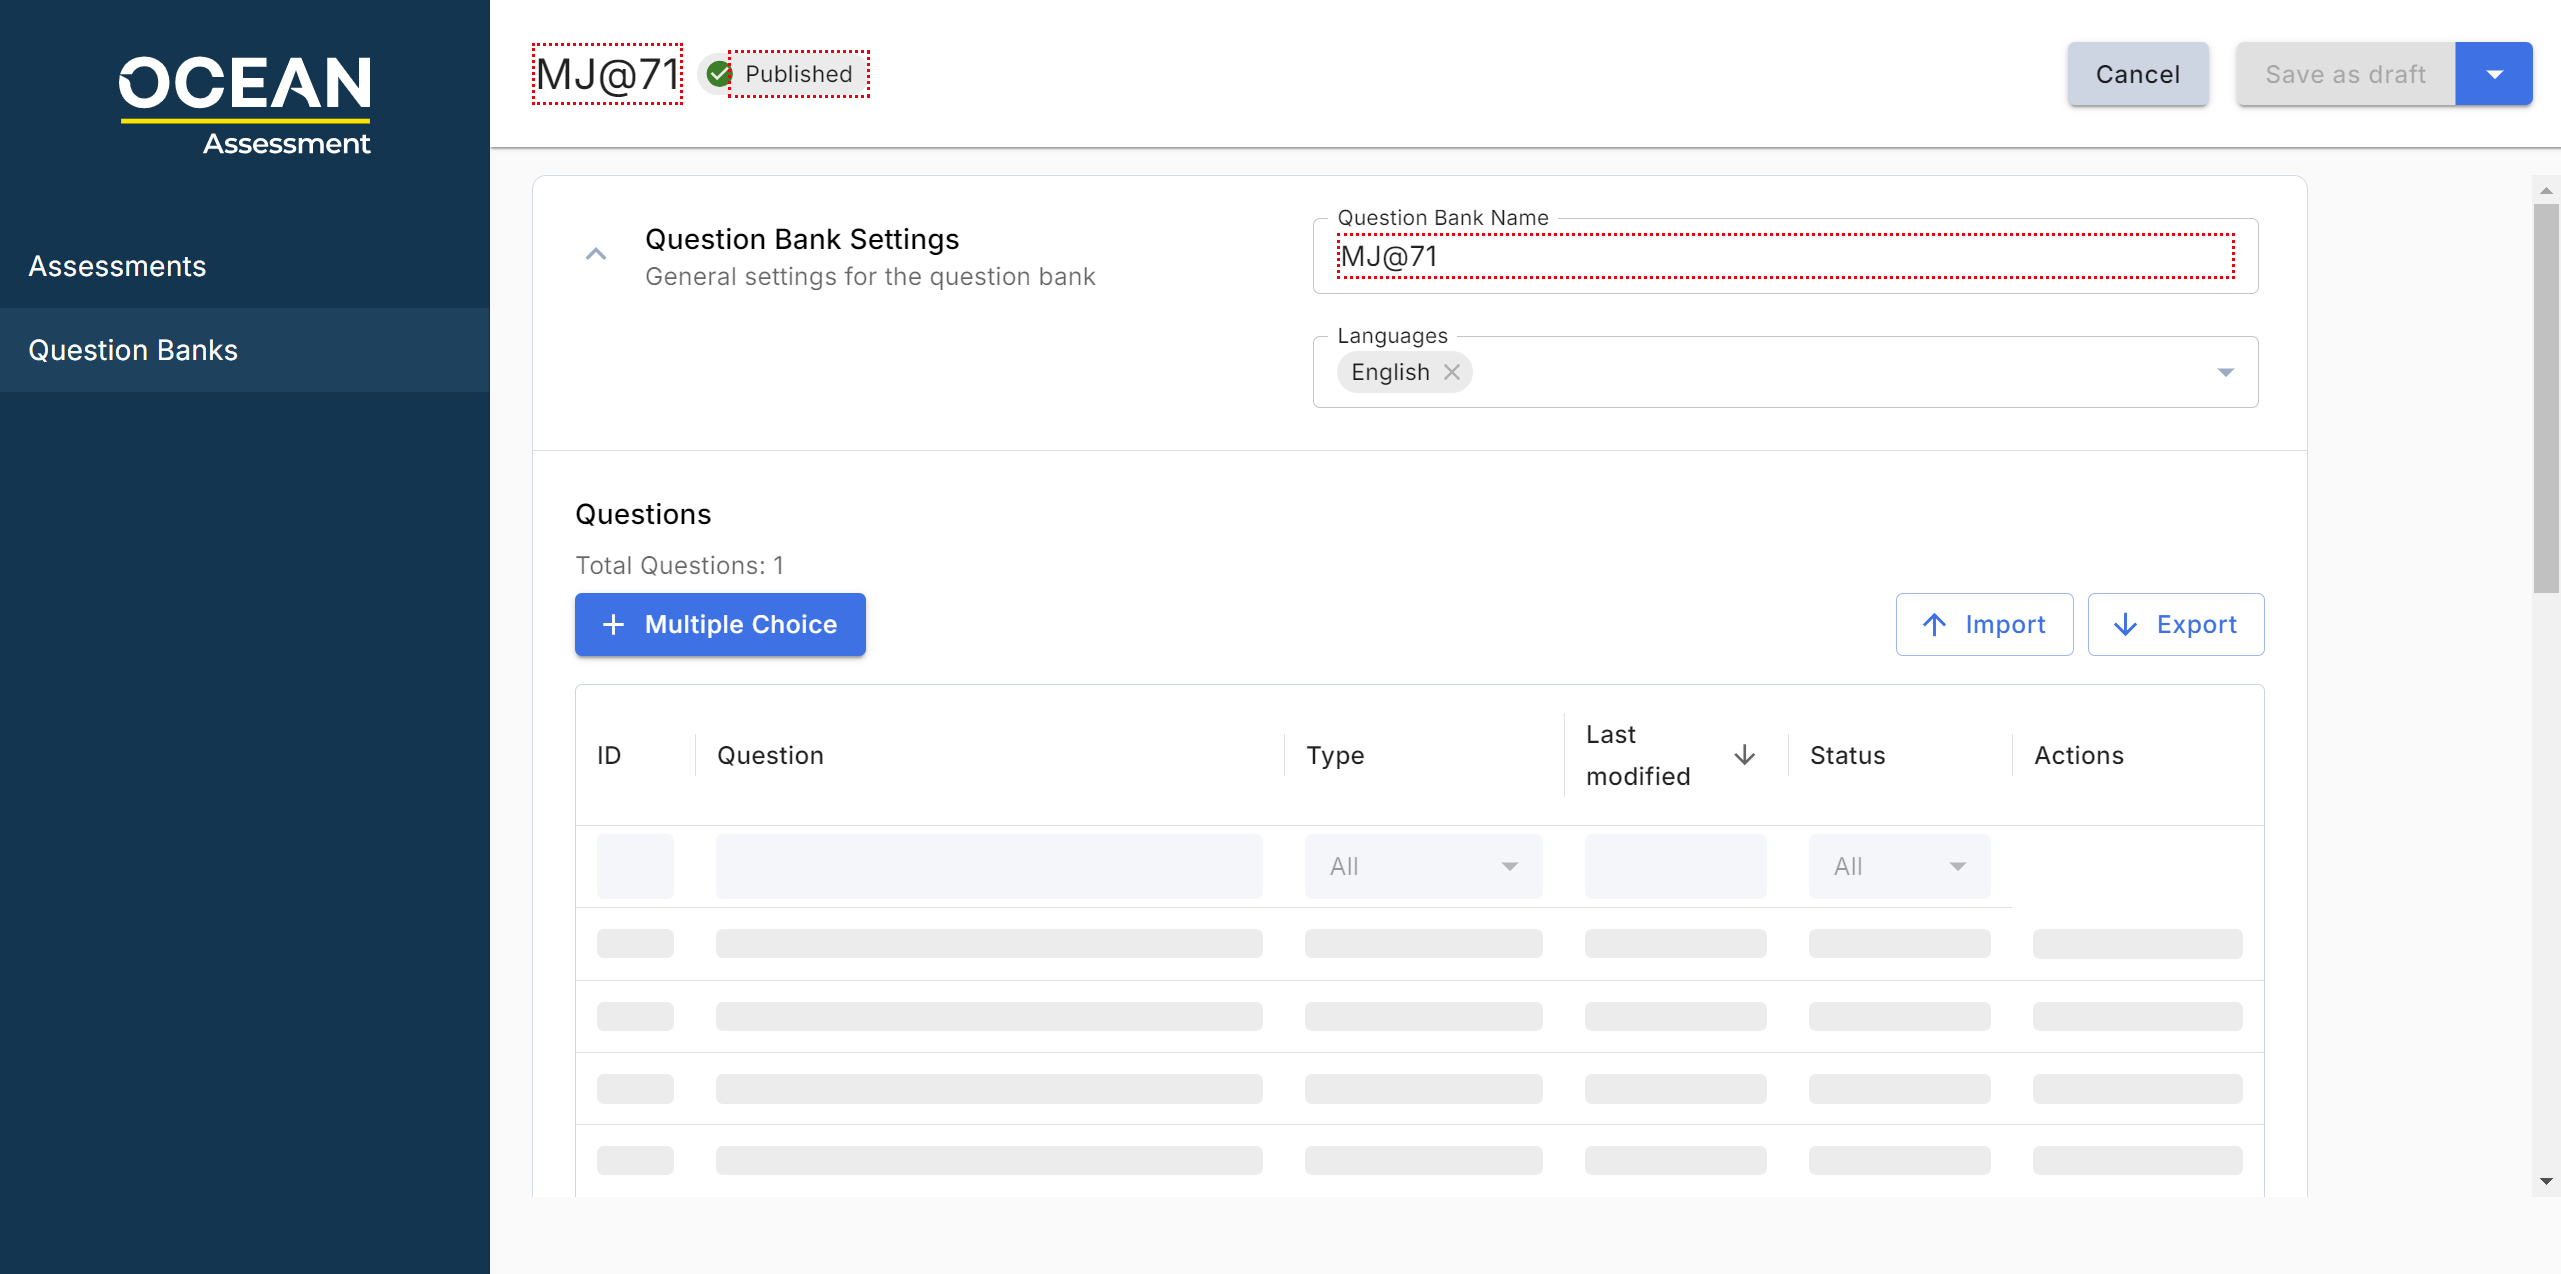 OCEAN
Assessment
Assessments
Question Banks
MJ@71
Published
Cancel
Save as draft
Question Bank Settings
General settings for the question bank
Question Bank Name
MJ@71
Languages
English
Questions
Total Questions: 1
Multiple Choice
Import
Export
ID
Question
Type
Last
modified
Status
Actions
All
All